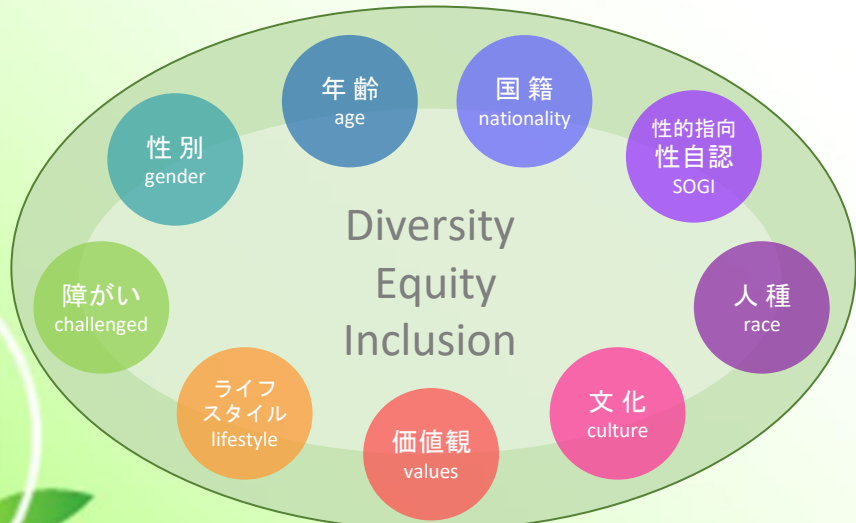 年 齢
age
国 籍
nationality
性的指向
性自認
SOGI
性 別
gender
Diversity
Equity
Inclusion
障がい
challenged
人 種
race
ライフ
スタイル
lifestyle
文 化
culture
価値観
values